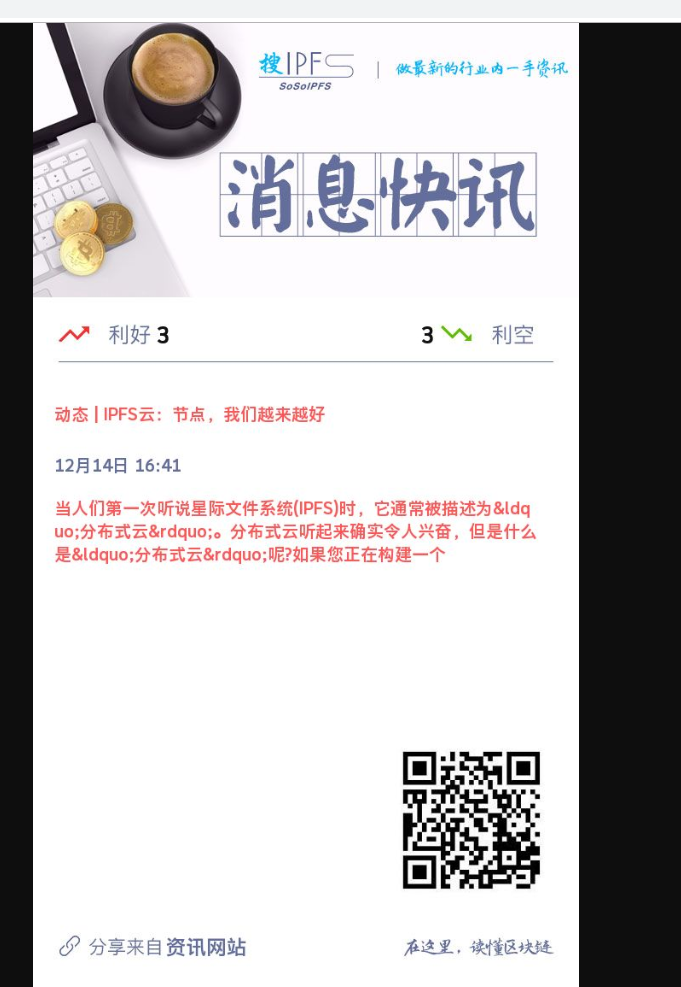 搜IPFS
SoSoIPFS
做最新的行业内一手资讯
消息快讯
利好 3
3 利空
动态 | IPFS云：节点，我们越来越好
12月14日 16:41
当人们第一次听说星际文件系统(IPFS)时，它通常被描述为&ldq
uo;分布式云&rdquo;。分布式云听起来确实令人兴奋，但是什么
是&ldquo;分布式云&rdquo;呢?如果您正在构建一个
分享来自 资讯网站
在这里，读懂区块链